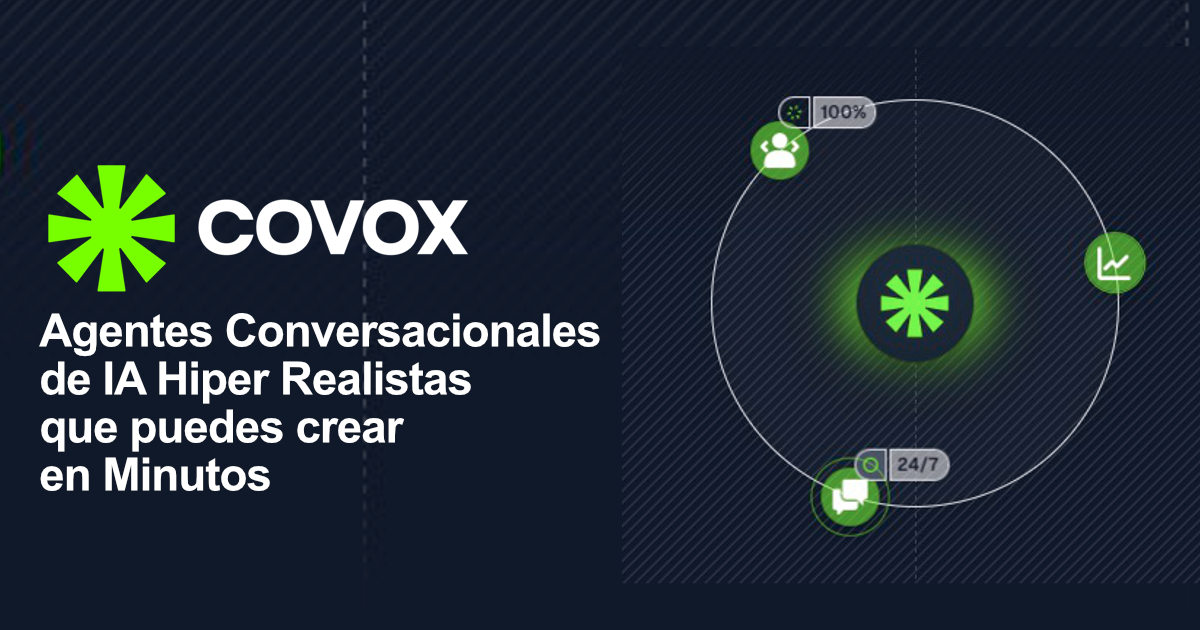 COVOX
Agentes Conversacionales
de IA Hiper Realistas
que puedes crear
en Minutos
100%
24/7